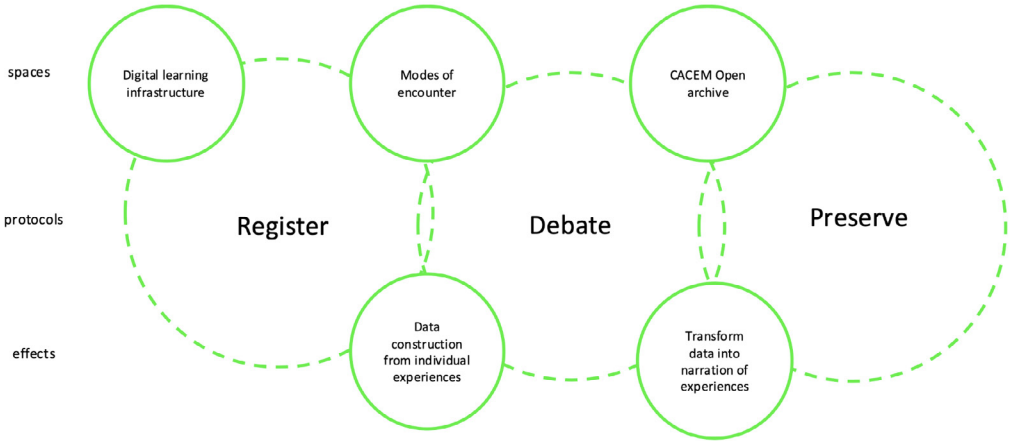 spaces
Digital learning
infrastructure
Modes of
encounter
CACEM Open
archive
protocols
Register
Debate
Preserve
effects
Data
construction
from individual
experiences
Transform
data into
narration of
experiences